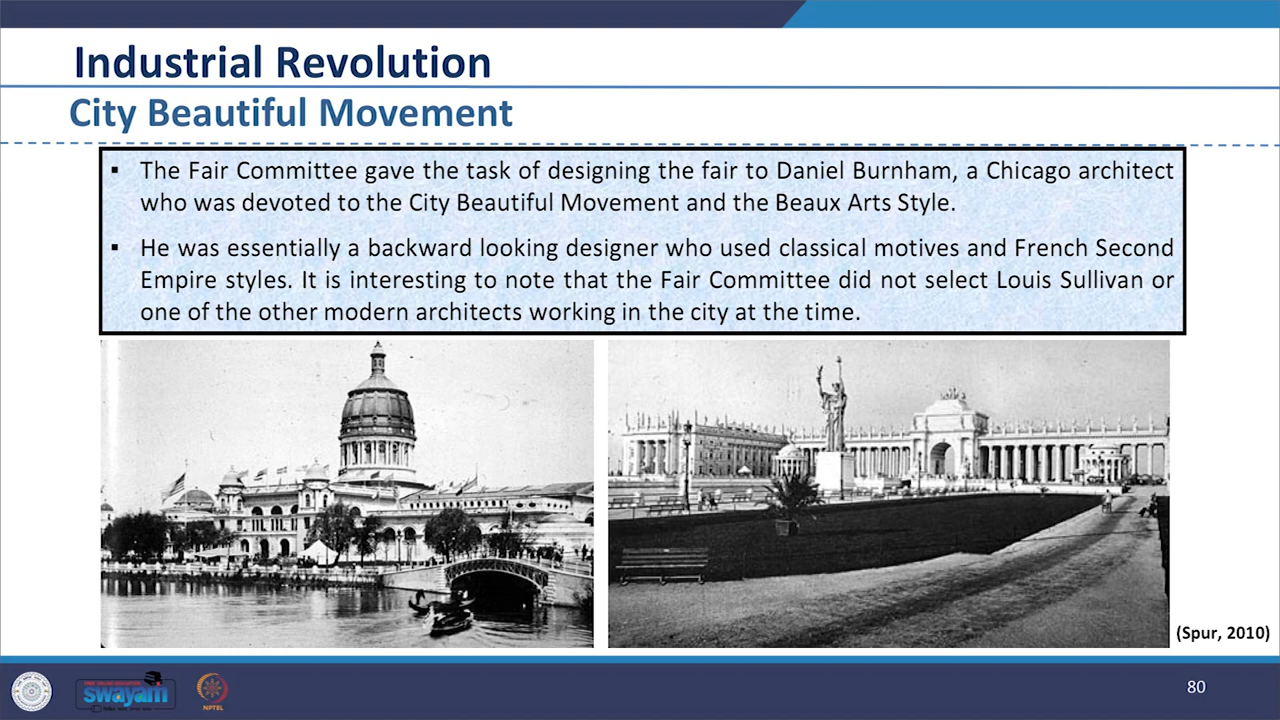 Industrial Revolution
City Beautiful Movement
▪ The Fair Committee gave the task of designing the fair to Daniel Burnham, a Chicago architect
who was devoted to the City Beautiful Movement and the Beaux Arts Style.
▪ He was essentially a backward looking designer who used classical motives and French Second
Empire styles. It is interesting to note that the Fair Committee did not select Louis Sullivan or
one of the other modern architects working in the city at the time.
(Spur, 2010)
swayam
NPTEL
80